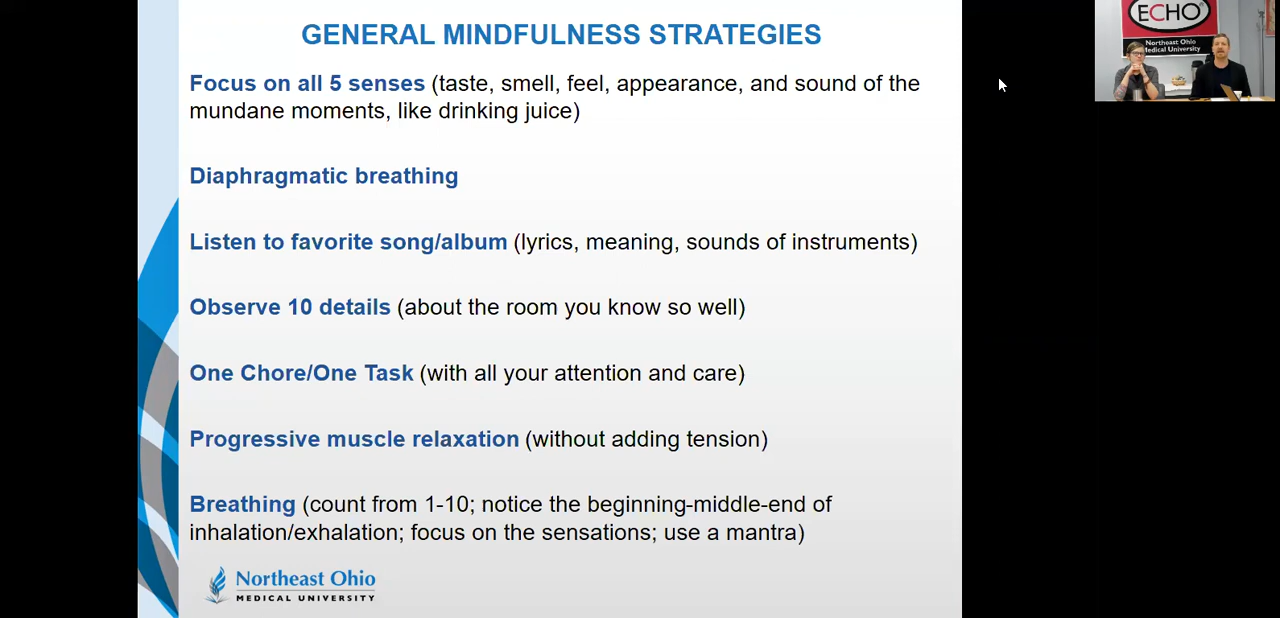 GENERAL MINDFULNESS STRATEGIES
Focus on all 5 senses (taste, smell, feel, appearance, and sound of the
mundane moments, like drinking juice)
Diaphragmatic breathing
Listen to favorite song/album (lyrics, meaning, sounds of instruments)
Observe 10 details (about the room you know so well)
One Chore/One Task (with all your attention and care)
Progressive muscle relaxation (without adding tension)
Breathing (count from 1-10; notice the beginning-middle-end of
inhalation/exhalation; focus on the sensations; use a mantra)
Northeast Ohio
MEDICAL UNIVERSITY
ECHO®
Northeast Ohio
Medical University